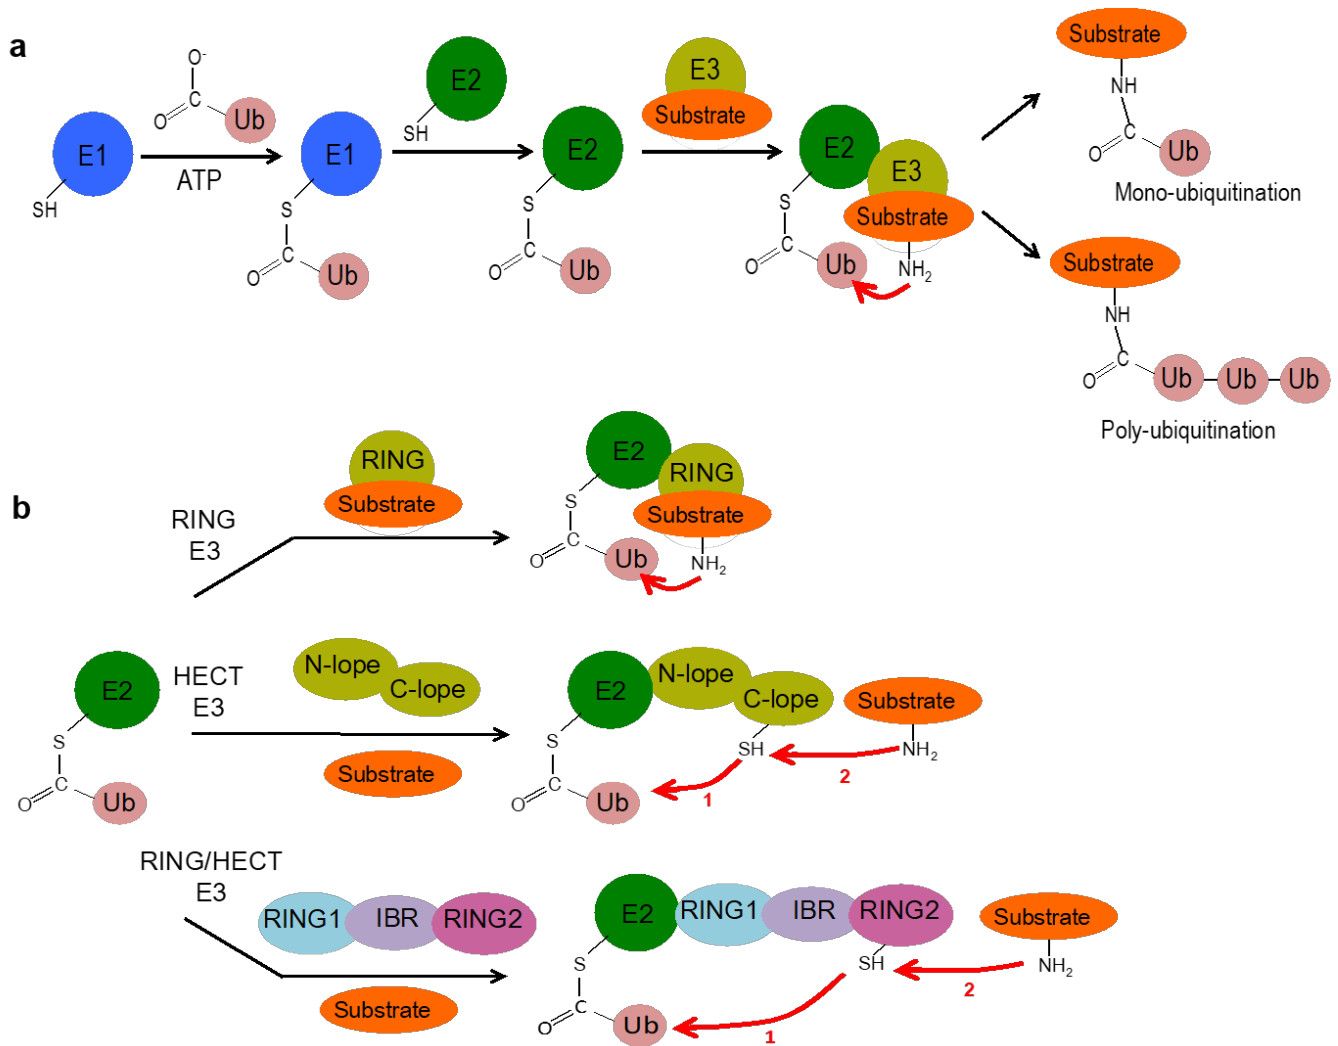 a
E1
SH
O-
C
O
Ub
ATP
E1
S
C
O
Ub
E2
SH
E2
S
C
O
Ub
E3
Substrate
E2
E3
Substrate
S
C
O
Ub
NH2
Substrate
NH
C
O
Ub
Mono-ubiquitination
Substrate
NH
C
O
Ub
Ub
Ub
Poly-ubiquitination
b
RING
E3
RING
Substrate
E2
RING
Substrate
S
C
O
Ub
NH2
E2
S
C
O
Ub
HECT
E3
N-lope
C-lope
Substrate
E2
N-lope
C-lope
Substrate
S
SH
NH2
C
O
Ub
1
2
RING/HECT
E3
RING1
IBR
RING2
Substrate
E2
RING1
IBR
RING2
Substrate
S
SH
NH2
C
O
Ub
1
2